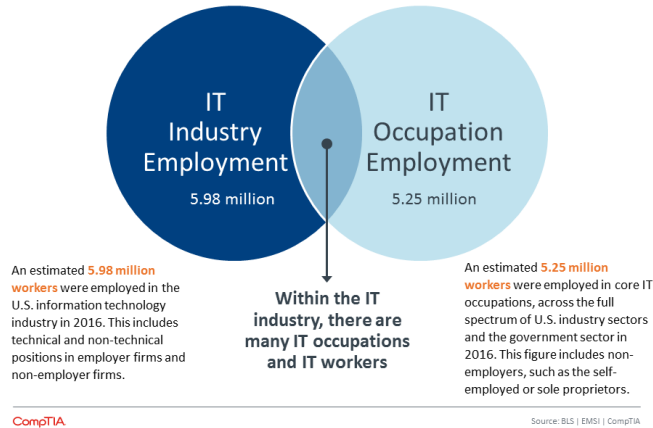 IT
Industry
Employment
5.98 million
IT
Occupation
Employment
5.25 million
An estimated 5.98 million
workers were employed in the
U.S. information technology
industry in 2016. This includes
technical and non-technical
positions in employer firms and
non-employer firms.
Within the IT
industry, there are
many IT occupations
and IT workers
An estimated 5.25 million
workers were employed in core IT
occupations, across the full
spectrum of U.S. industry sectors
and the government sector in
2016. This figure includes non-
employers, such as the self-
employed or sole proprietors.
CompTIA
Source: BLS | EMSI | CompTIA